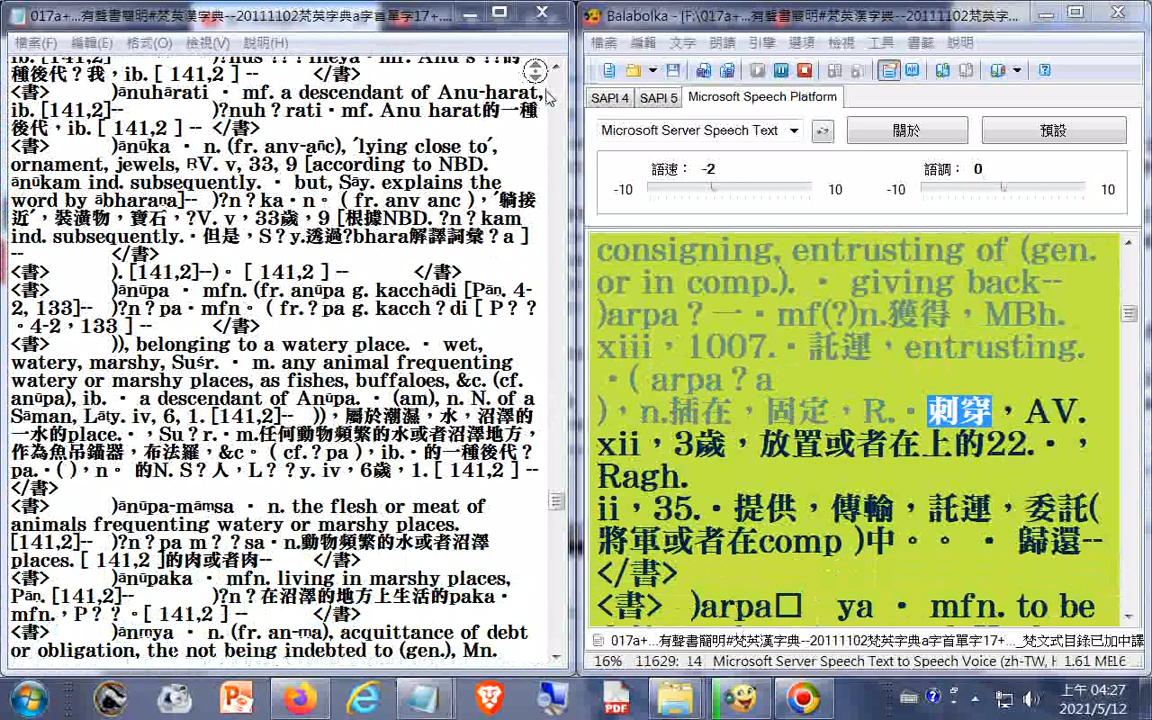 017a+...有聲書簡明#梵英漢字典--20111102梵英字典a字首單字17+...
檔案(F) 編輯(E) 格式(O) 檢視(V) 說明(H)
種後代？我，ib. [ 141,2 ] -- </書>
<書> )ānuhārati • mf. a descendant of Anu-harat,
ib. [141,2]-- )?nuh ? rati • mf. Anu harat的一種
後代，ib. [ 141,2 ] -- </書>
<書> )ānūka • n. (fr. anv-añc), 'lying close to',
ornament, jewels, RV. v, 33, 9 [according to NBD.
ānūkam ind. subsequently. • but, Sāy. explains the
word by ābharaṇa]-- )?n ? ka • n。 ( fr. anv anc )，'躺接
近'，裝潢物，寶石，?V. v，33歲，9 [根據NBD. ?n ? kam
ind. subsequently.•但是，S ? y.透過?bhara解譯詞彙？a ]
-- </書>
<書> ). [141,2]--)。[ 141,2 ] -- </書>
<書> )ānūpa • mfn. (fr. anūpa g. kacchādi [Pāṇ. 4-
2, 133]-- )?n ? pa • mfn。 ( fr.? pa g. kacch ? di [ P ? ?
。4-2，133 ] -- </書>
<書> )), belonging to a watery place. • wet,
watery, marshy, Suśr. • m. any animal frequenting
watery or marshy places, as fishes, buffaloes, &c. (cf.
anūpa), ib. • a descendant of Anūpa. • (am), n. N. of a
Sāman, Lāṭy. iv, 6, 1. [141,2]-- ))，屬於潮濕，水，沼澤的
一水的place.•，Su ? r.•m.任何動物頻繁的水或者沼澤地方，
作為魚吊鐺器，布法羅，&c。 ( cf.? pa )，ib.•的一種後代？
pa.•( )，n。 的N. S ? 人，L ? ? y. iv，6歲，1. [ 141,2 ] --
</書>
<書> )ānūpa-māṃsa • n. the flesh or meat of
animals frequenting watery or marshy places.
[141,2]-- )?n ? pa m ? ? sa • n.動物頻繁的水或者沼澤
places. [ 141,2 ]的肉或者肉-- </書>
<書> )ānūpaka • mfn. living in marshy places,
Pāṇ. [141,2]-- )?n ? 在沼澤的地方上生活的paka •
mfn.，P ? ?。[ 141,2 ] -- </書>
<書> )ānṛṇya • n. (fr. an-ṛṇa), acquittance of debt
or obligation, the not being indebted to (gen.), Mn.
Balabolka - [F:\017a+...有聲書簡明#梵英漢字典--20111102梵英字...
檔案 編輯 文字 朗讀 引擎 選項 檢視 工具 書籤 說明
SAPI 4 SAPI 5 Microsoft Speech Platform
Microsoft Server Speech Text 關於 預設
語速： -2 語調： 0
-10 10 -10 10
consigning, entrusting of (gen.
or in comp.). • giving back--
)arpa ? 一 • mf(?)n.獲得，MBh.
xiii，1007.•託運，entrusting.
•( arpa ? a
)，n.插在，固定，R.•刺穿，AV.
xii，3歲，放置或者在上的22.•，
Ragh.
ii，35.•提供，傳輸，託運，委託(
將軍或者在comp )中。。 • 歸還--
</書>
<書> )arpa□ ya • mfn. to be
017a+...有聲書簡明#梵英漢字典--20111102梵英字典a字首單字17+..._梵文式目錄已加中譯
16% 11629: 14 Microsoft Server Speech Text to Speech Voice (zh-TW, H 1.61 МЕБ
上午 04:27
2021/5/12